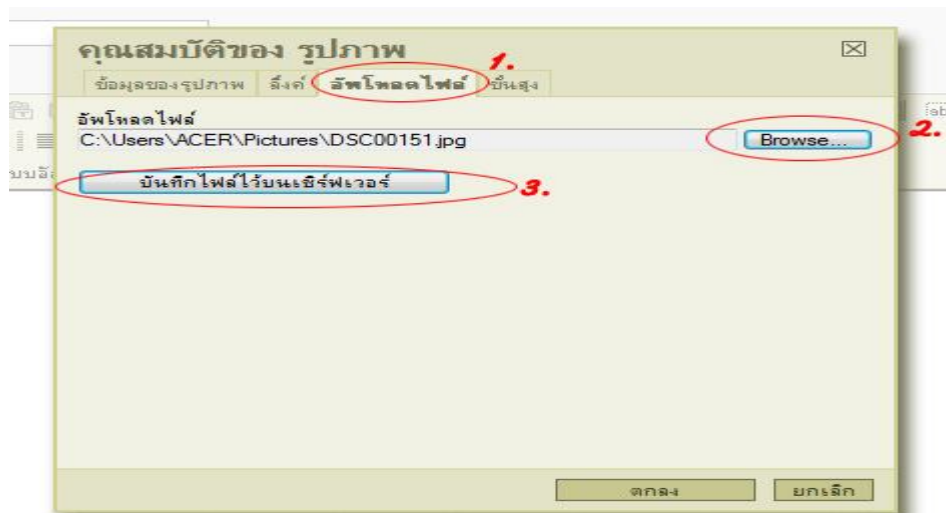 คุณสมบัติของ รูปภาพ
1.
ข้อมูลของรูปภาพ ลิ้งค์ อัพโหลดไฟล์ ขั้นสูง
อัพโหลดไฟล์
C:\Users\ACER\Pictures\DSC00151.jpg Browse... 2.
บันทึกไฟล์ไว้บนเซิร์ฟเวอร์ 3.
ตกลง ยกเลิก